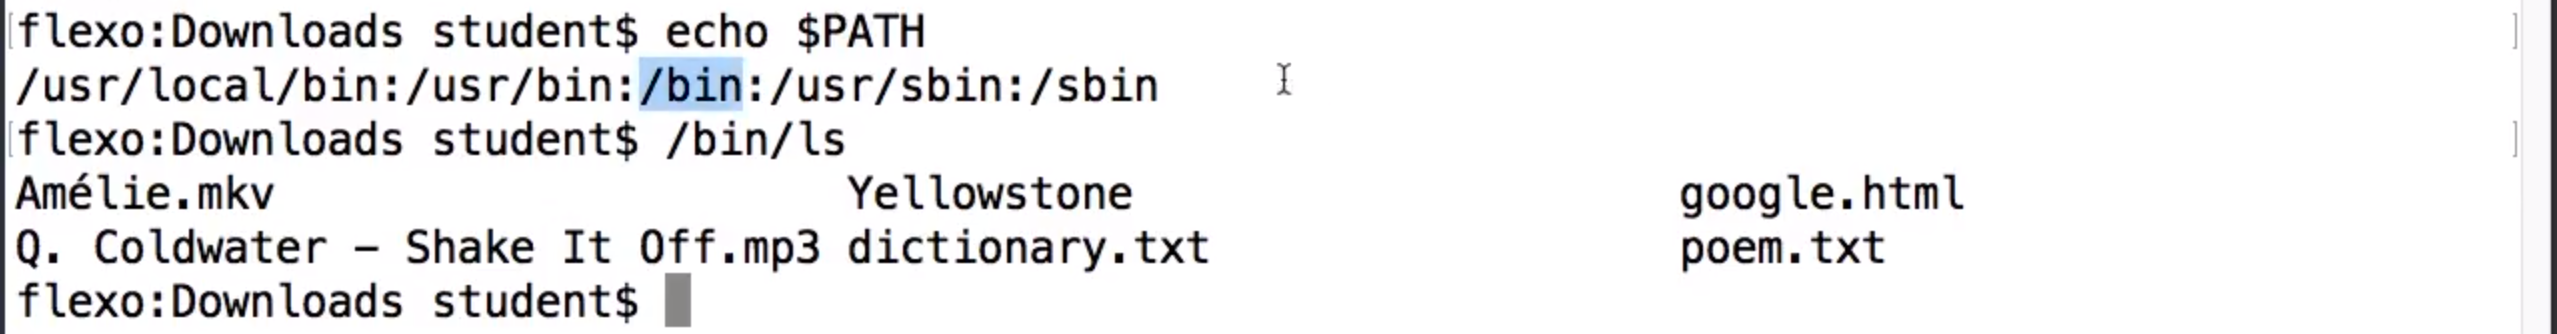 flexo:Downloads student$ echo $PATH
/usr/local/bin:/usr/bin:/bin:/usr/sbin:/sbin
flexo:Downloads student$ /bin/ls
Amélie.mkv Yellowstone google.html
Q. Coldwater – Shake It Off.mp3 dictionary.txt poem.txt
flexo:Downloads student$